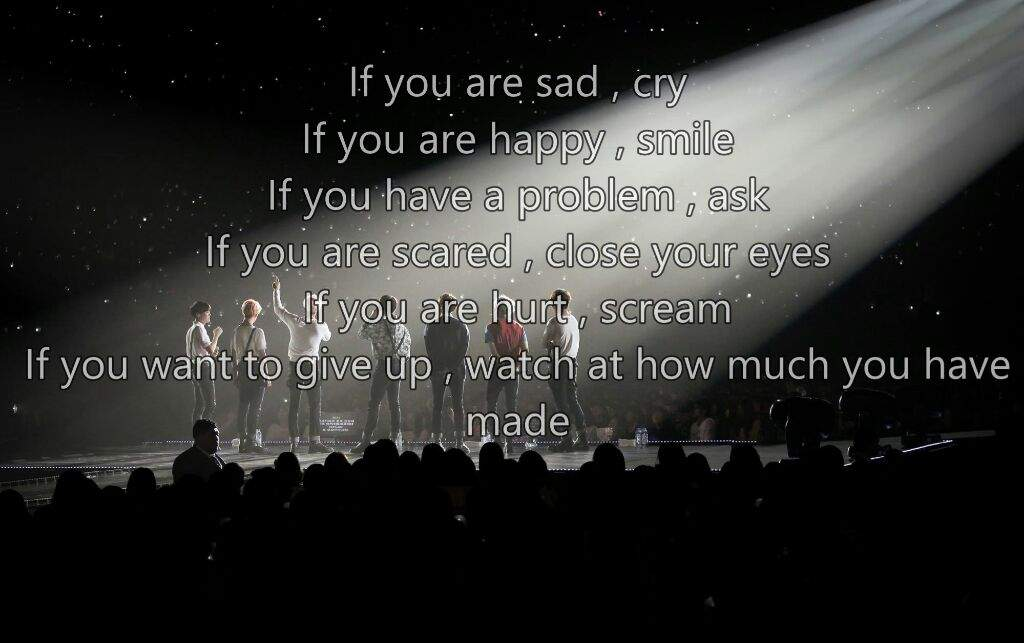 If you are sad , cry
If you are happy , smile
If you have a problem , ask
If you are scared , close your eyes
If you are hurt , scream
If you want to give up , watch at how much you have
made